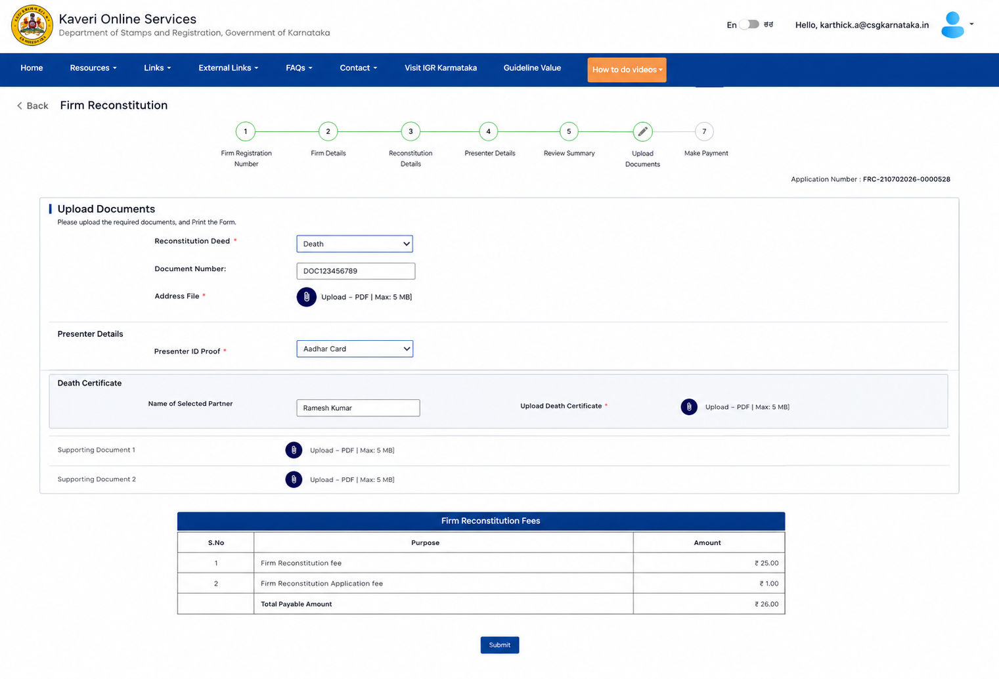 Kaveri Online Services
Department of Stamps and Registration, Government of Karnataka
En ಕನ್ನಡ Hello, karthick.a@csgkarnataka.in
Home Resources Links External Links FAQs Contact Visit IGR Karmataka Guideline Value How to do videos
Back Firm Reconstitution
1 2 3 4 5 7
Firm Registration Number
Firm Details
Reconstitution Details
Presenter Details
Review Summary
Upload Documents
Make Payment
Application Number : FRC-210702026-0000528
Upload Documents
Please upload the required documents, and Print the Form.
Reconstitution Deed * Death
Document Number: DOC123456789
Address File * Upload – PDF | Max: 5 MB]
Presenter Details
Presenter ID Proof * Aadhar Card
Death Certificate
Name of Selected Partner Ramesh Kumar Upload Death Certificate * Upload – PDF | Max: 5 MB]
Supporting Document 1 Upload – PDF | Max: 5 MB]
Supporting Document 2 Upload – PDF | Max: 5 MB]
Firm Reconstitution Fees
S.No Purpose Amount
1 Firm Reconstitution fee ₹ 25.00
2 Firm Reconstitution Application fee ₹ 1.00
Total Payable Amount ₹ 26.00
Submit